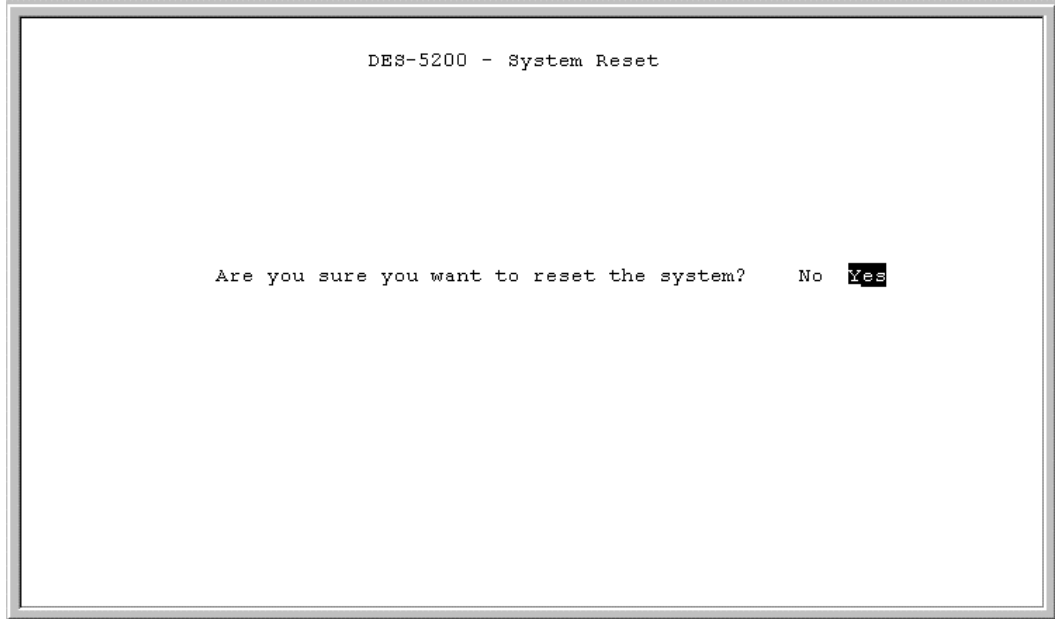 DES-5200 - System Reset
Are you sure you want to reset the system? No Yes